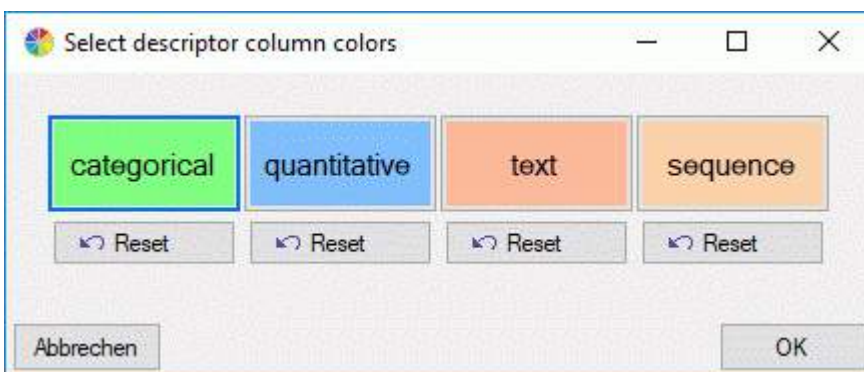 Select descriptor column colors
categorical quantitative text sequence
Reset Reset Reset Reset
Abbrechen OK